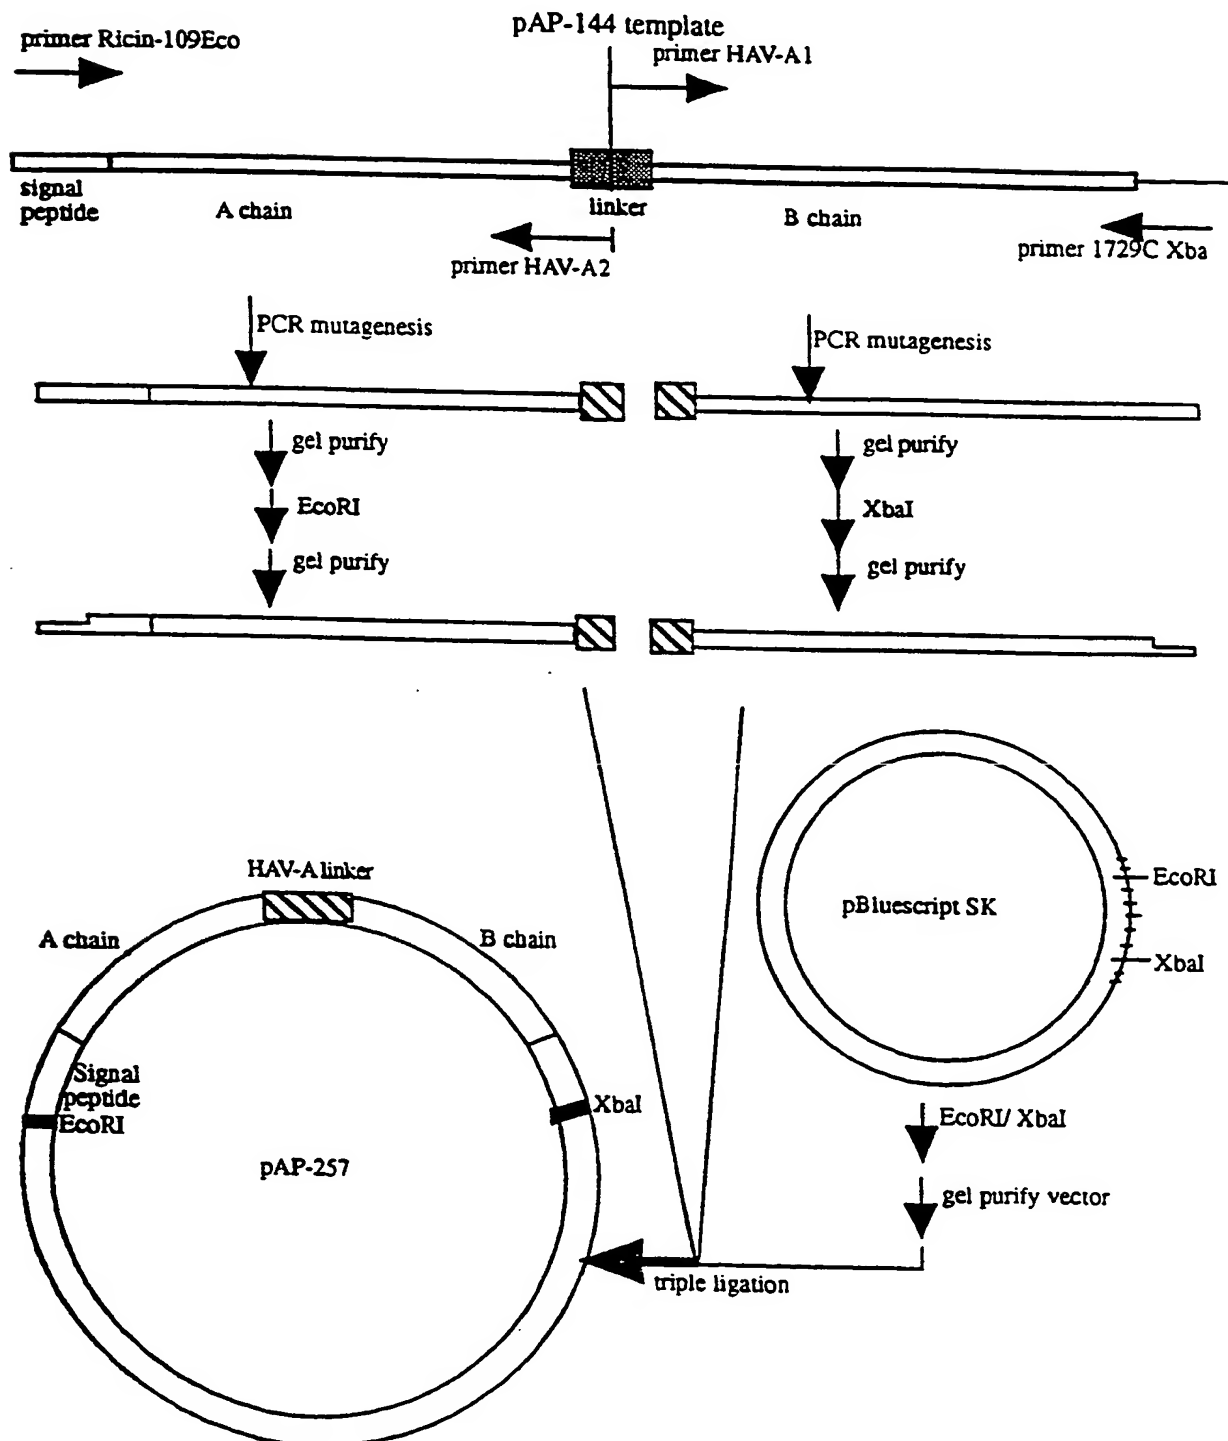 pAP-144 template
primer Ricin-109Eco
primer HAV-A1
signal
peptide
A chain
linker
B chain
primer HAV-A2
primer 1729C Xba
PCR mutagenesis
PCR mutagenesis
gel purify
gel purify
EcoRI
XbaI
gel purify
gel purify
HAV-A linker
A chain
B chain
pBluescript SK
EcoRI
XbaI
Signal
peptide
EcoRI
XbaI
pAP-257
EcoRI/ XbaI
gel purify vector
triple ligation